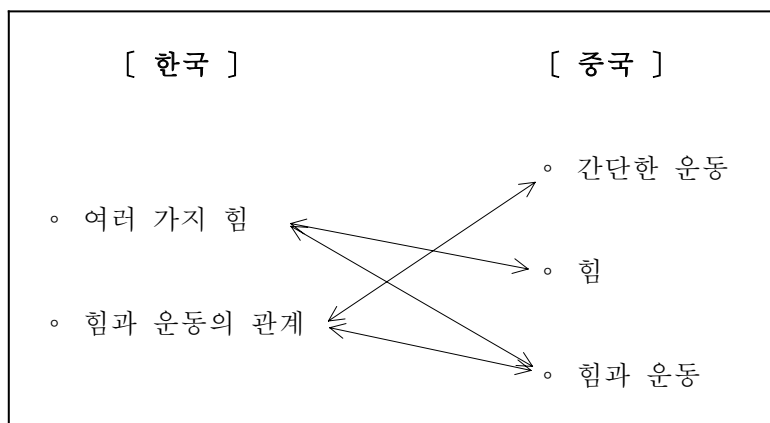 [ 한국 ]
[ 중국 ]
◦ 간단한 운동
◦ 여러 가지 힘
◦ 힘
◦ 힘과 운동의 관계
◦ 힘과 운동